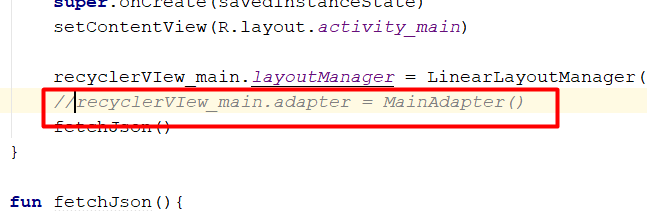 super.onCreate(savedInstanceState)
setContentView(R.layout.activity_main)
recyclerVIew_main.layoutManager = LinearLayoutManager(
//recyclerVIew_main.adapter = MainAdapter()
fetchJson()
}
fun fetchJson(){